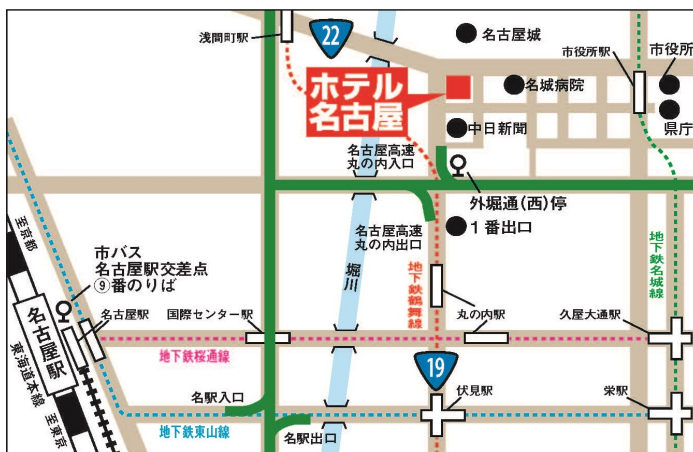 浅間町駅
22
名古屋城
市役所駅
市役所
ホテル
名古屋
名城病院
中日新聞
県庁
名古屋高速
丸の内入口
外堀通(西)停
名古屋高速
丸の内出口
1番出口
至京都
市バス
名古屋駅交差点
⑨番のりば
堀川
地下鉄鶴舞線
地下鉄名城線
名古屋駅
名古屋駅
国際センター駅
丸の内駅
久屋大通駅
東海道本線
地下鉄桜通線
19
名駅入口
伏見駅
栄駅
至東京
地下鉄東山線
名駅出口